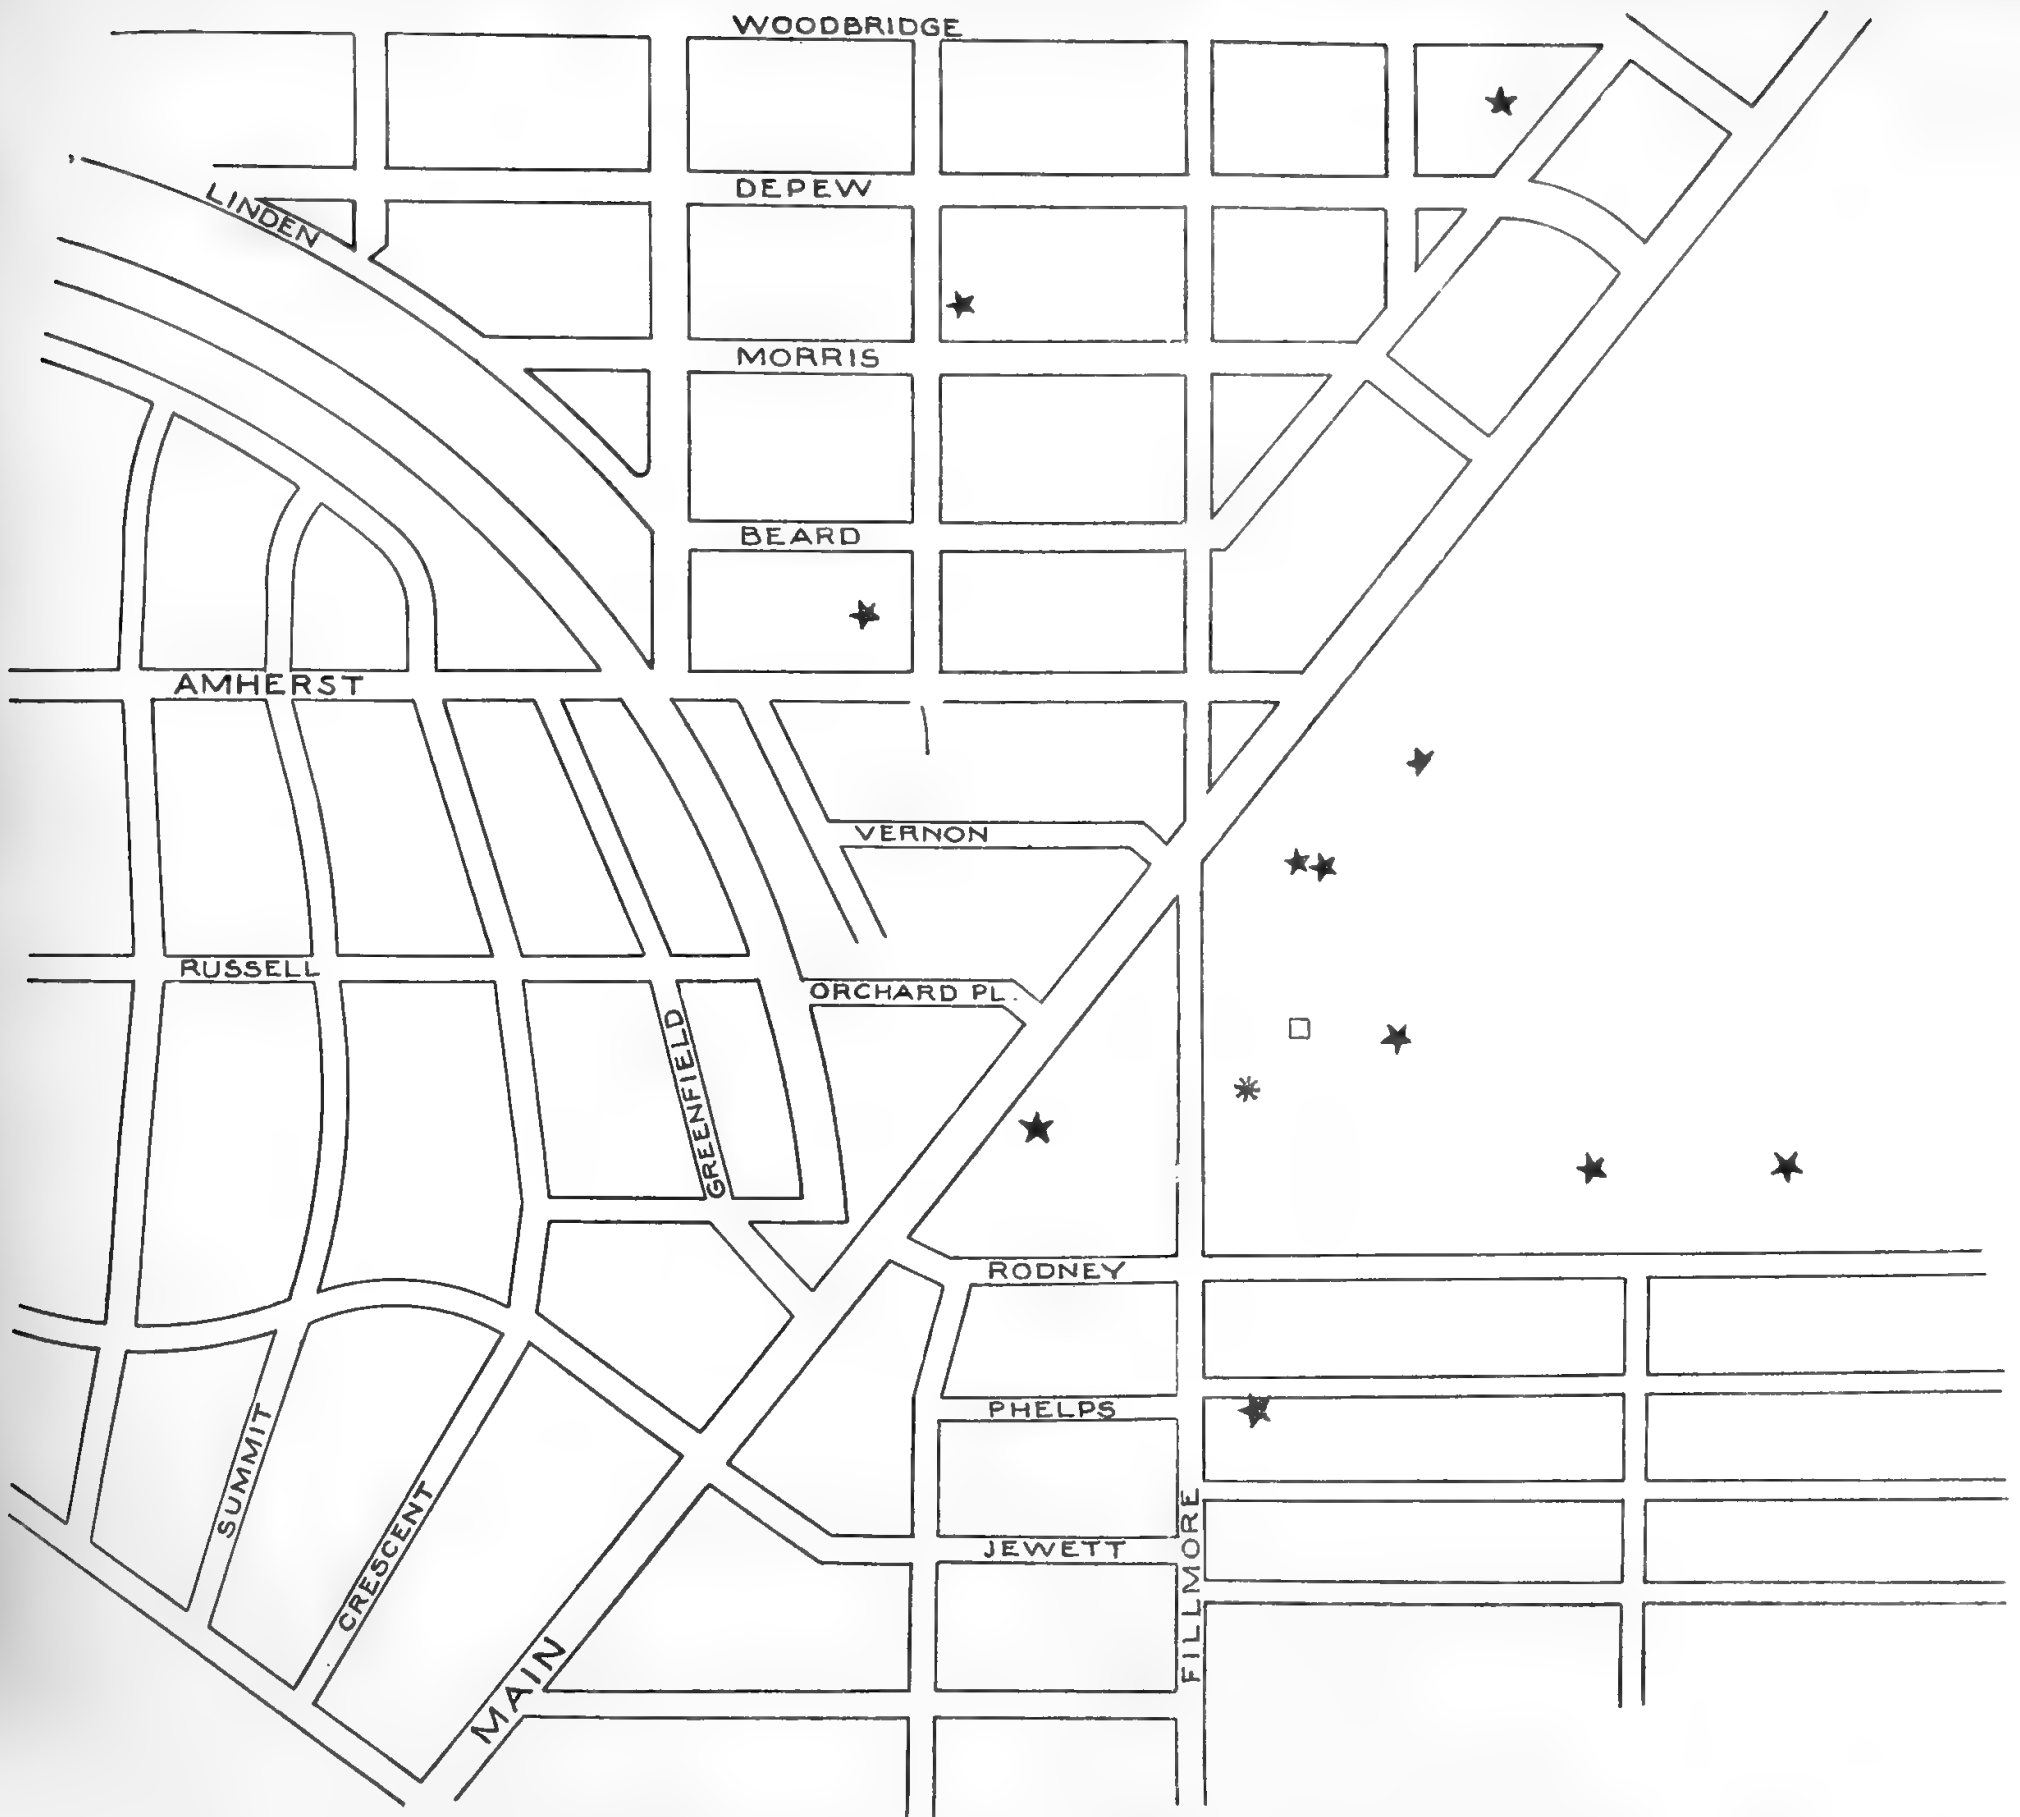 WOODBRIDGE
DEPEW
LINDEN
MORRIS
BEARD
AMHERST
VERNON
RUSSELL
ORCHARD PL.
GREENFIELD
RODNEY
PHELPS
SUMMIT
CRESCENT
JEWETT
FILLMORE
MAIN